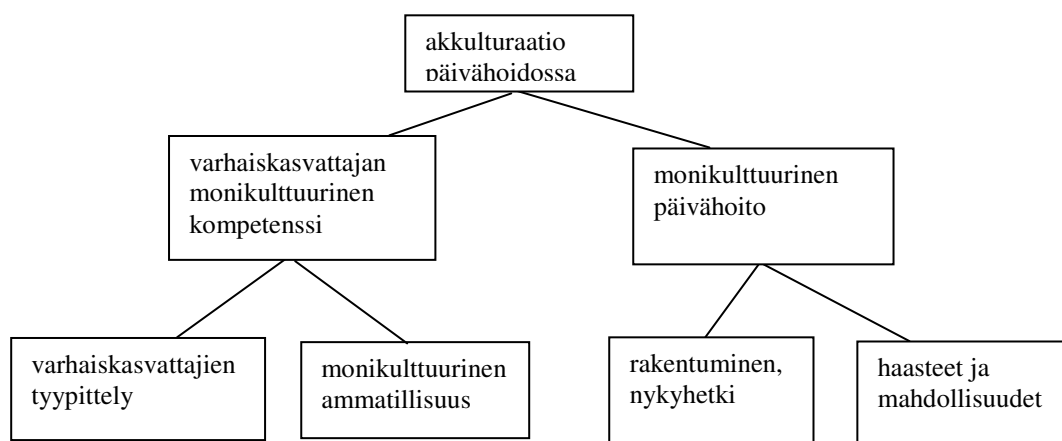 akkulturaatio
päivähoidossa
varhaiskasvattajan
monikulttuurinen
kompetenssi
monikulttuurinen
päivähoito
varhaiskasvattajien
tyypittely
monikulttuurinen
ammatillisuus
rakentuminen,
nykyhetki
haasteet ja
mahdollisuudet